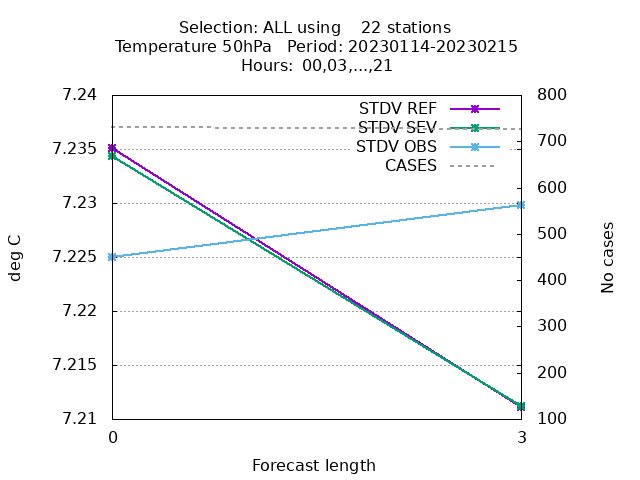 Selection: ALL using    22 stations
Temperature 50hPa   Period: 20230114-20230215
Hours:  00,03,...,21
STDV REF
STDV SEV
STDV OBS
CASES
7.24
7.235
7.23
7.225
7.22
7.215
7.21
800
700
600
500
400
300
200
100
deg C
No cases
0
3
Forecast length